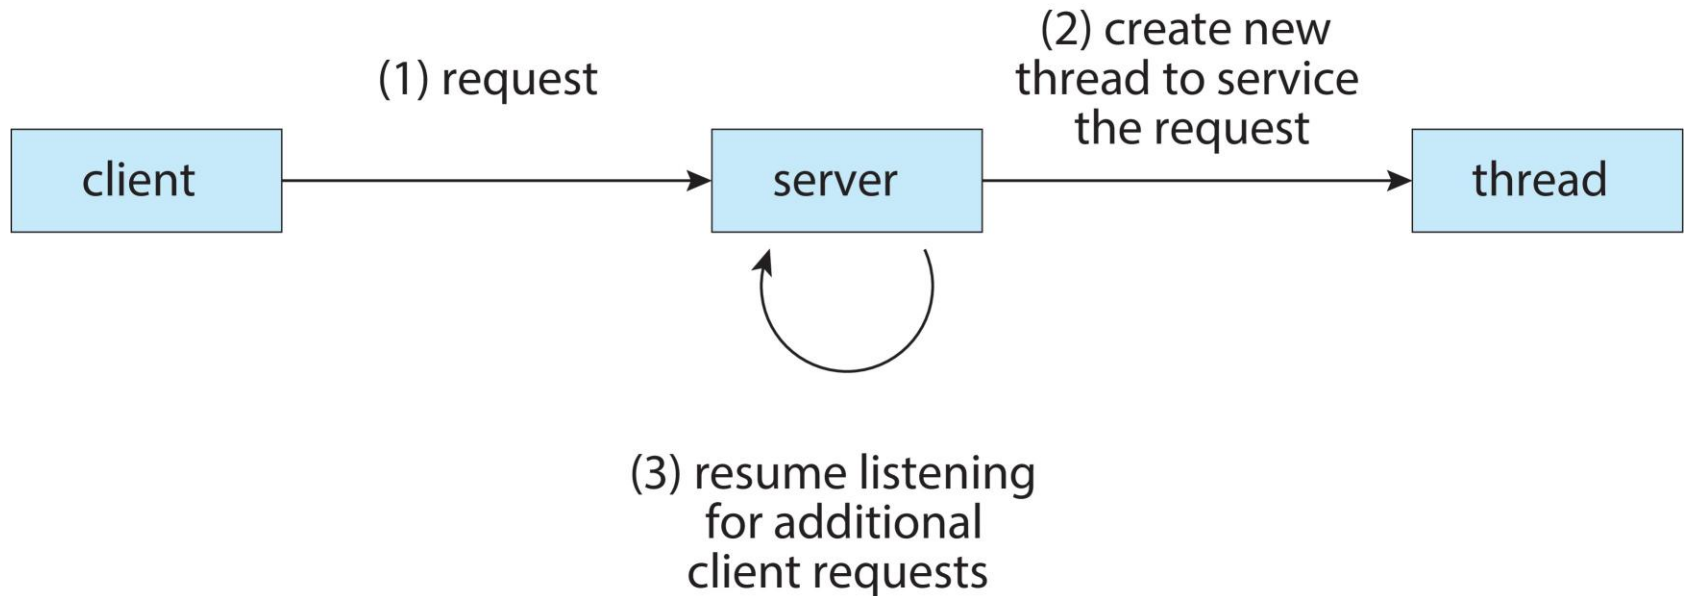 (1) request
(2) create new
thread to service
the request
client
server
thread
(3) resume listening
for additional
client requests